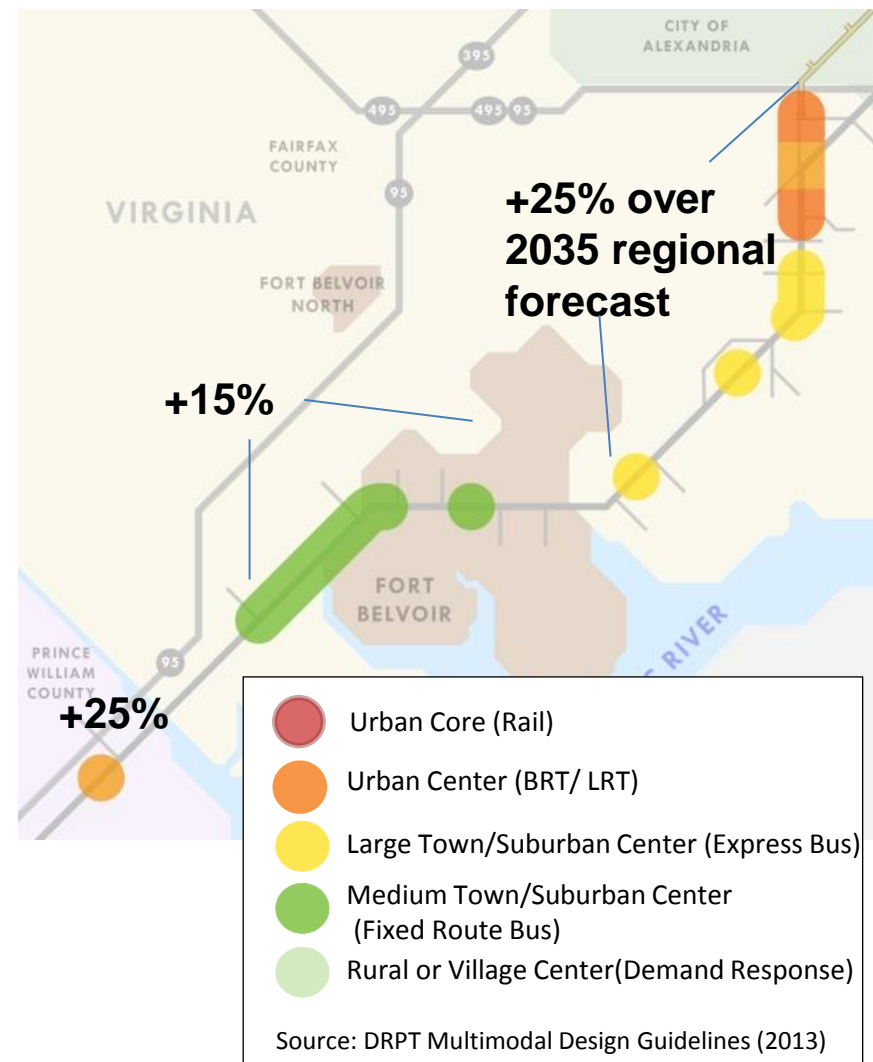 CITY OF
ALEXANDRIA
395
495
495
95
FAIRFAX
COUNTY
95
VIRGINIA
+25% over
2035 regional
forecast
FORT BELVOIR
NORTH
+15%
FORT
BELVOIR
RIVER
PRINCE
WILLIAM
COUNTY
95
+25%
Urban Core (Rail)
Urban Center (BRT/ LRT)
Large Town/Suburban Center (Express Bus)
Medium Town/Suburban Center
(Fixed Route Bus)
Rural or Village Center(Demand Response)
Source: DRPT Multimodal Design Guidelines (2013)